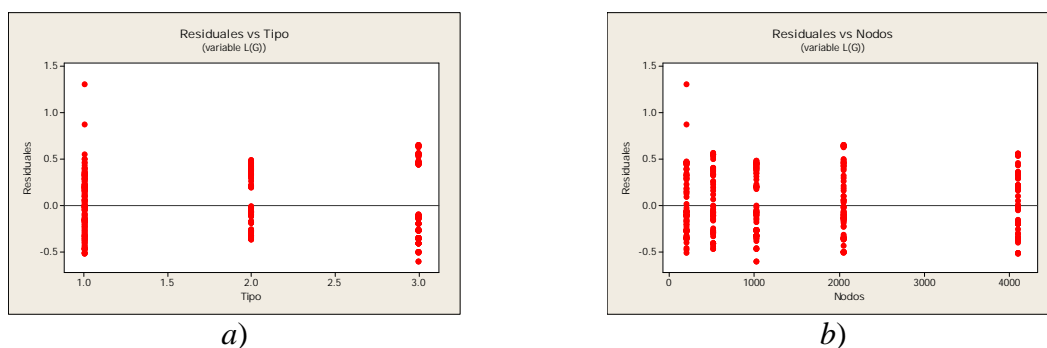 Residuales vs Tipo
(variable L(G))
1.5
1.0
0.5
0.0
-0.5
Residuales
1.0
1.5
2.0
2.5
3.0
Tipo
a)
Residuales vs Nodos
(variable L(G))
1.5
1.0
0.5
0.0
-0.5
Residuales
0
1000
2000
3000
4000
Nodos
b)